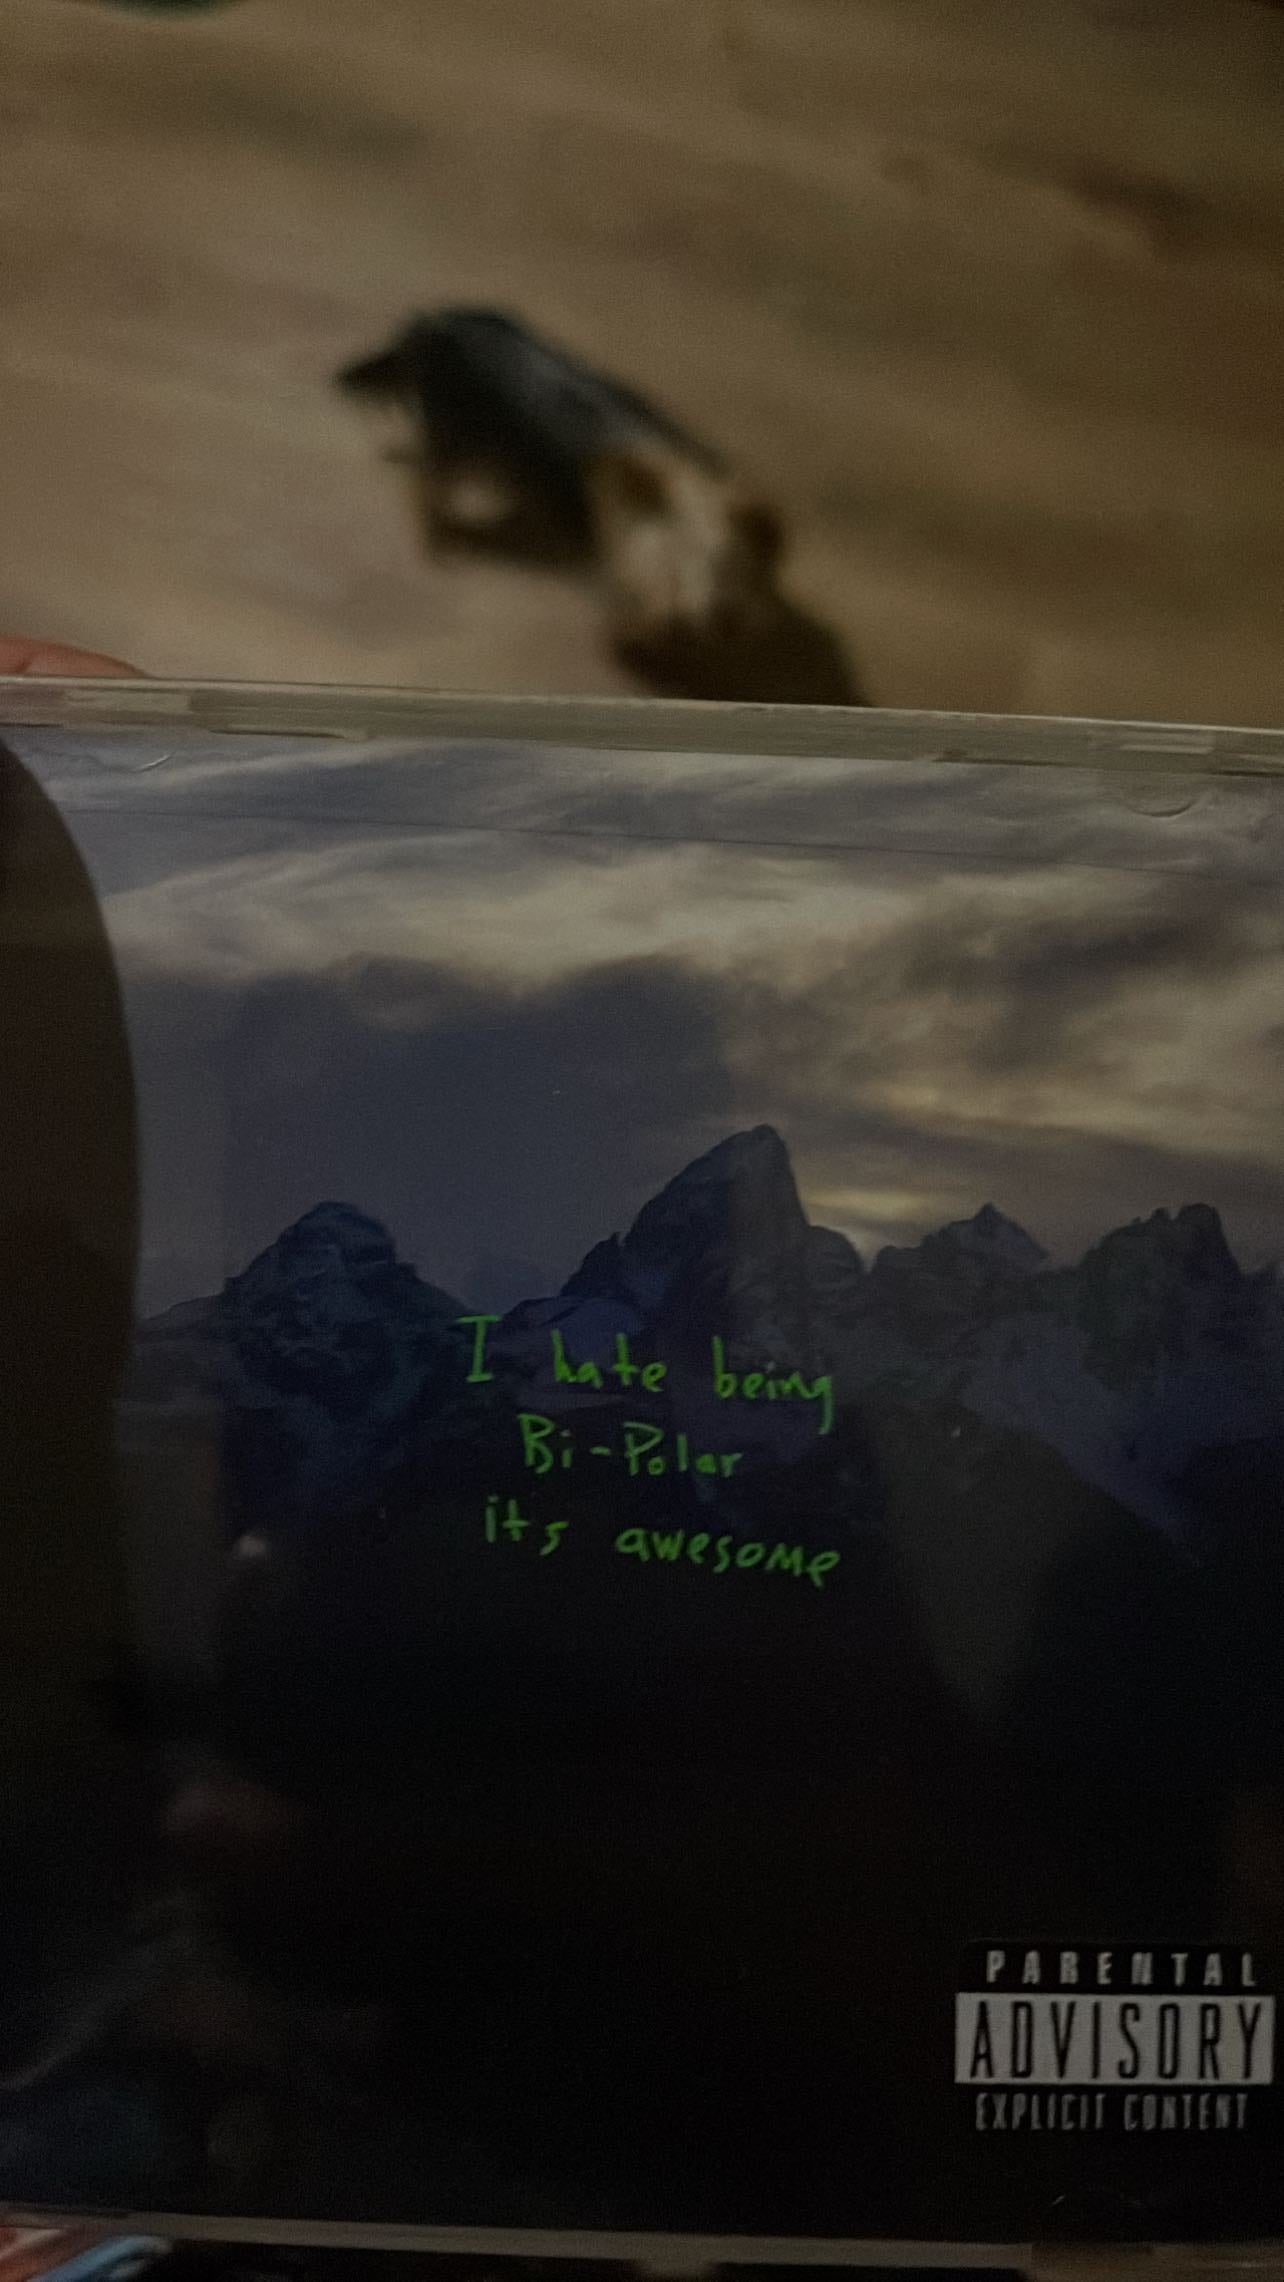 I hate being
Bi-Polar
its awesome
PARENTAL
ADVISORY
EXPLICIT CONTENT